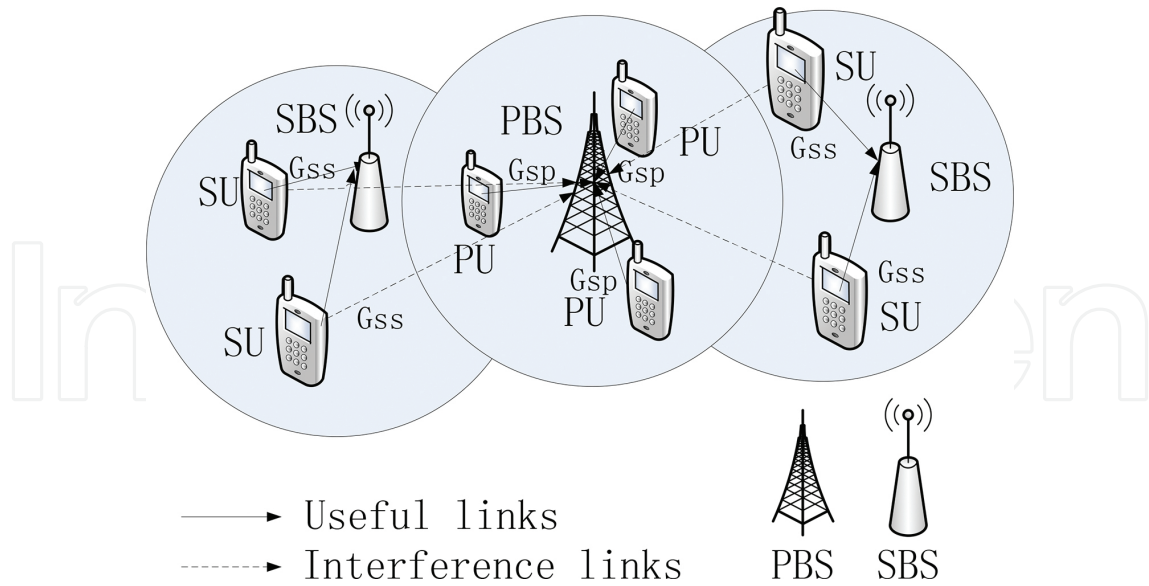 SU
SBS
PBS
PU
SBS
Gss
SU
Gsp
Gsp
Gss
PU
Gsp
PU
SU
Gss
Gss
SU
Useful links
Interference links
PBS
SBS